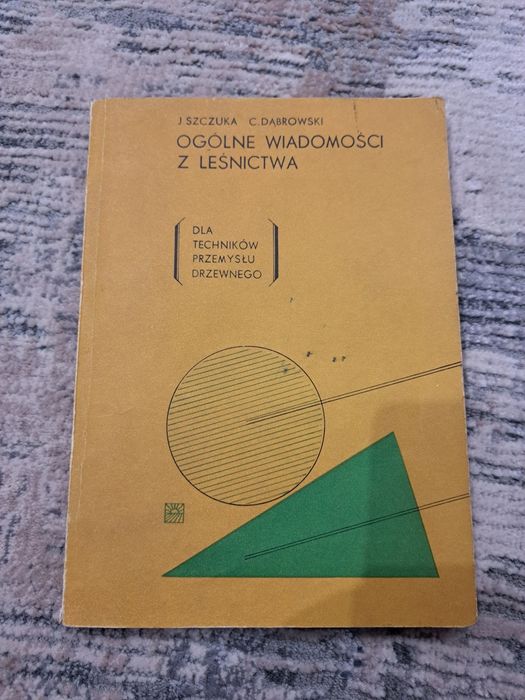 J SZCZUKA C. DĄBROWSKI
OGÓLNE WIADOMOŚCI
Z LEŚNICTWA
DLA
TECHNIKÓW
PRZEMYSŁU
DRZEWNEGO